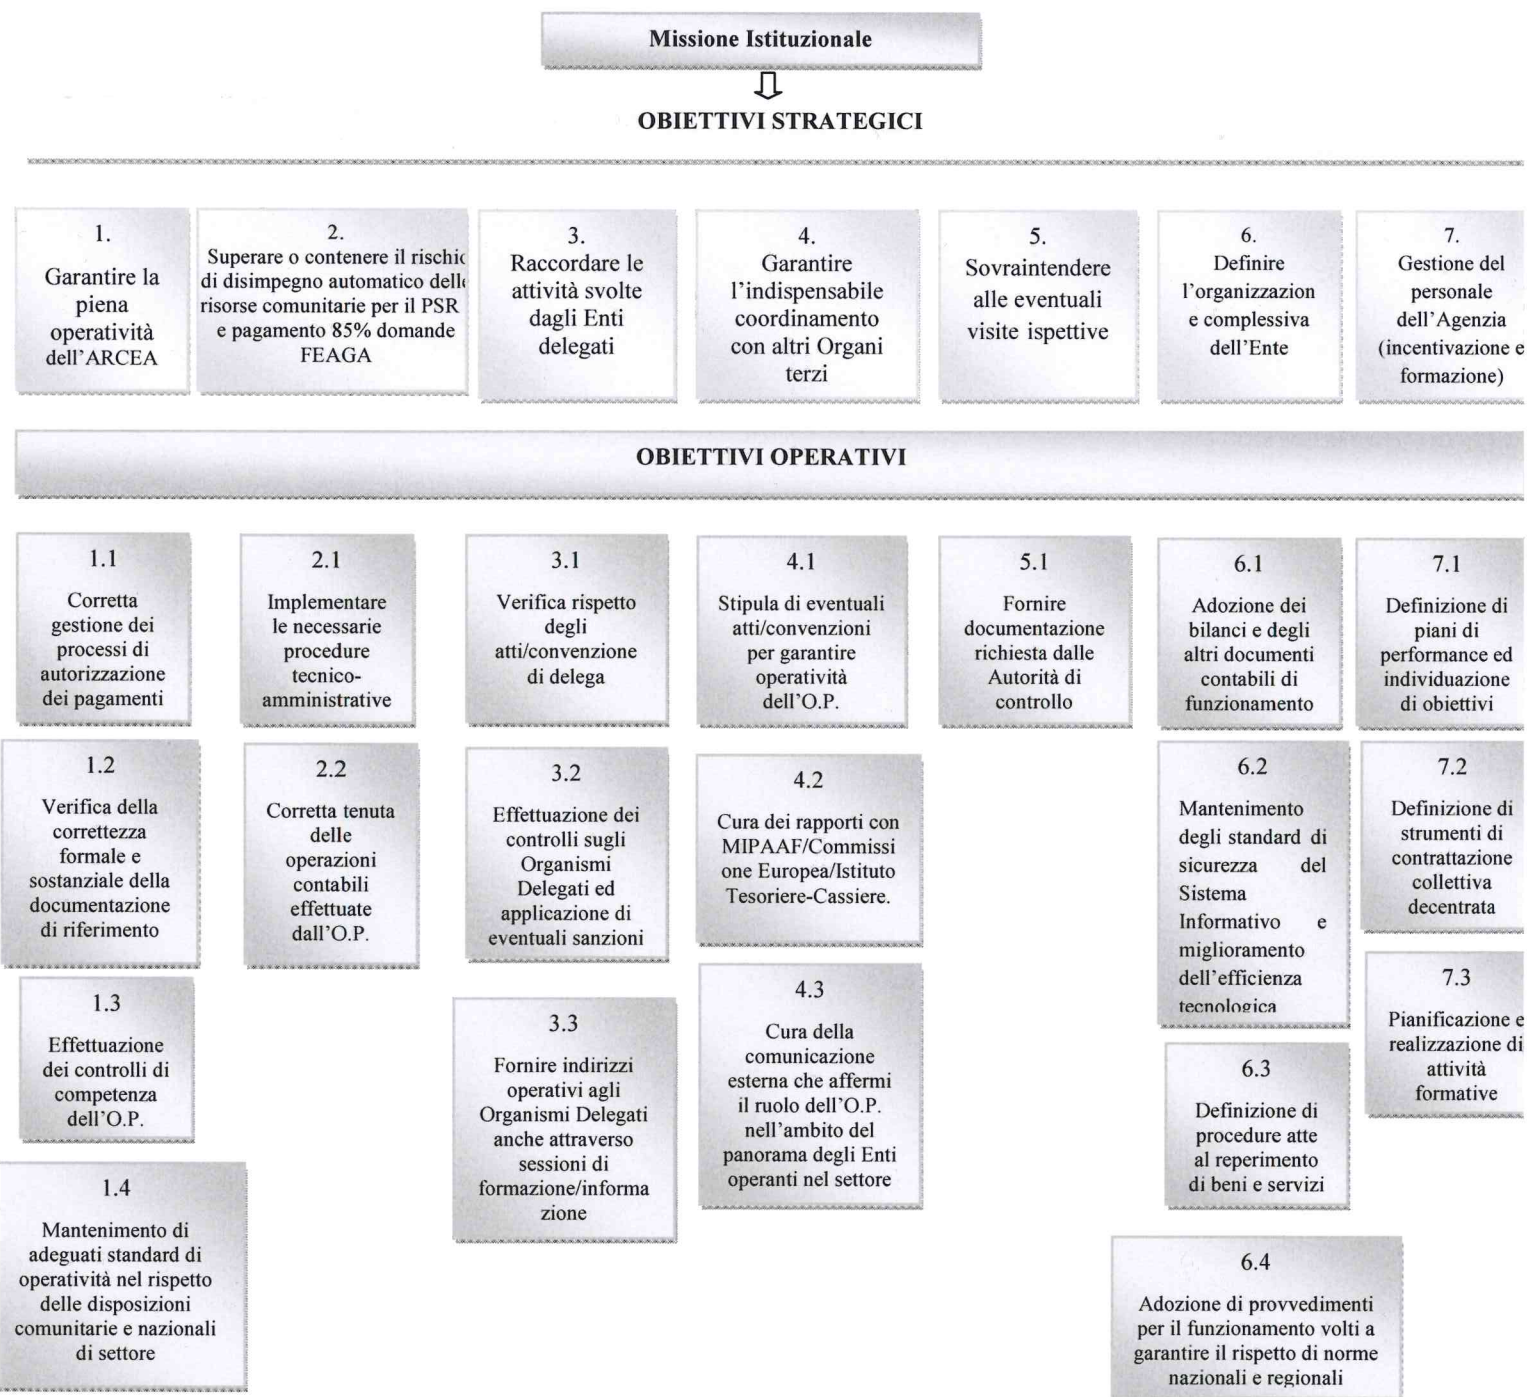 Missione Istituzionale
OBIETTIVI STRATEGICI
1.
Garantire la
piena
operatività
dell'ARCEA
2.
Superare o contenere il rischio
di disimpegno automatico delle
risorse comunitarie per il PSR
e pagamento 85% domande
FEAGA
3.
Raccordare le
attività svolte
dagli Enti
delegati
4.
Garantire
l'indispensabile
coordinamento
con altri Organi
terzi
5.
Sovraintendere
alle eventuali
visite ispettive
6.
Definire
l'organizzazion
e complessiva
dell'Ente
7.
Gestione del
personale
dell'Agenzia
(incentivazione e
formazione)
OBIETTIVI OPERATIVI
1.1
Corretta
gestione dei
processi di
autorizzazione
dei pagamenti
2.1
Implementare
le necessarie
procedure
tecnico-
amministrative
3.1
Verifica rispetto
degli
atti/convenzione
di delega
4.1
Stipula di eventuali
atti/convenzioni
per garantire
operatività
dell'O.P.
5.1
Fornire
documentazione
richiesta dalle
Autorità di
controllo
6.1
Adozione dei
bilanci e degli
altri documenti
contabili di
funzionamento
7.1
Definizione di
piani di
performance ed
individuazione
di obiettivi
1.2
Verifica della
correttezza
formale e
sostanziale della
documentazione
di riferimento
2.2
Corretta tenuta
delle
operazioni
contabili
effettuate
dall'O.P.
3.2
Effettuazione dei
controlli sugli
Organismi
Delegati ed
applicazione di
eventuali sanzioni
4.2
Cura dei rapporti con
MIPAAF/Commissi
one Europea/Istituto
Tesoriere-Cassiere.
6.2
Mantenimento
degli standard di
sicurezza del
Sistema
Informativo e
miglioramento
dell'efficienza
tecnologica
7.2
Definizione di
strumenti di
contrattazione
collettiva
decentrata
1.3
Effettuazione
dei controlli di
competenza
dell'O.P.
3.3
Fornire indirizzi
operativi agli
Organismi Delegati
anche attraverso
sessioni di
formazione/informa
zione
4.3
Cura della
comunicazione
esterna che affermi
il ruolo dell'O.P.
nell'ambito del
panorama degli Enti
operanti nel settore
6.3
Definizione di
procedure atte
al reperimento
di beni e servizi
7.3
Pianificazione e
realizzazione di
attività
formative
1.4
Mantenimento di
adeguati standard di
operatività nel rispetto
delle disposizioni
comunitarie e nazionali
di settore
6.4
Adozione di provvedimenti
per il funzionamento volti a
garantire il rispetto di norme
nazionali e regionali